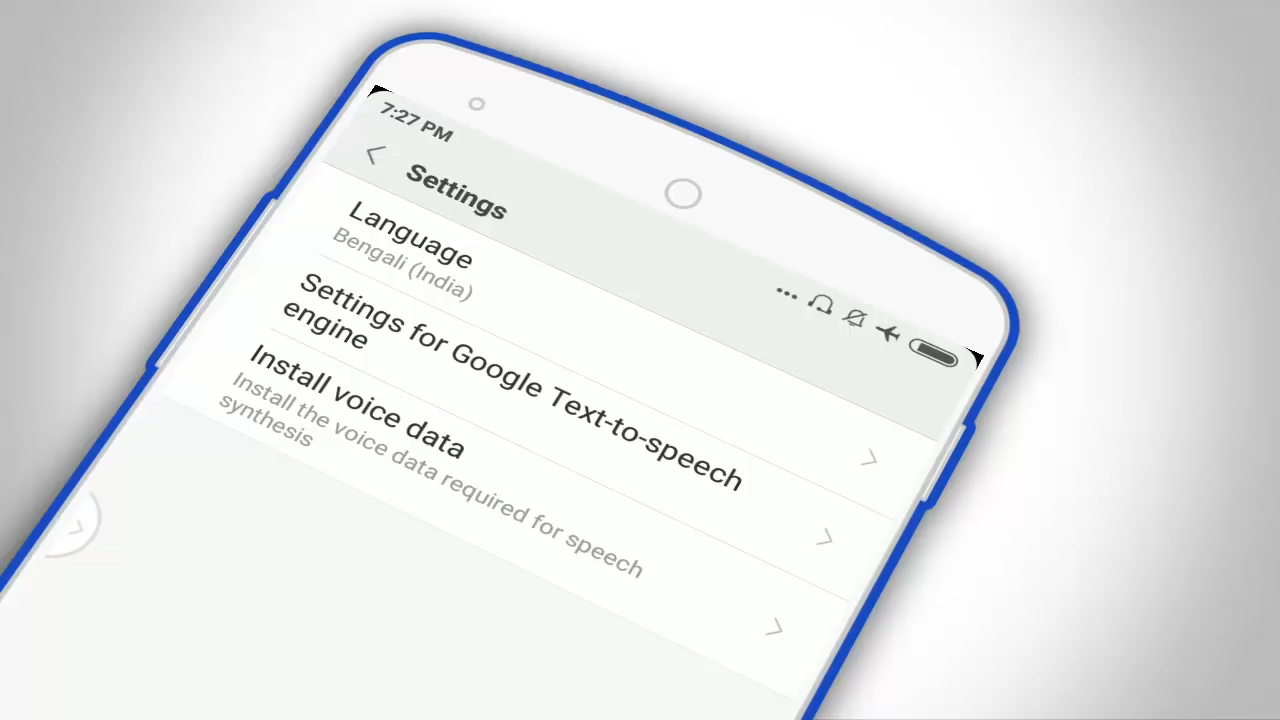 7:27 PM
Settings
Language
Bengali (India)
Settings for Google Text-to-speech
engine
Install voice data
Install the voice data required for speech
synthesis